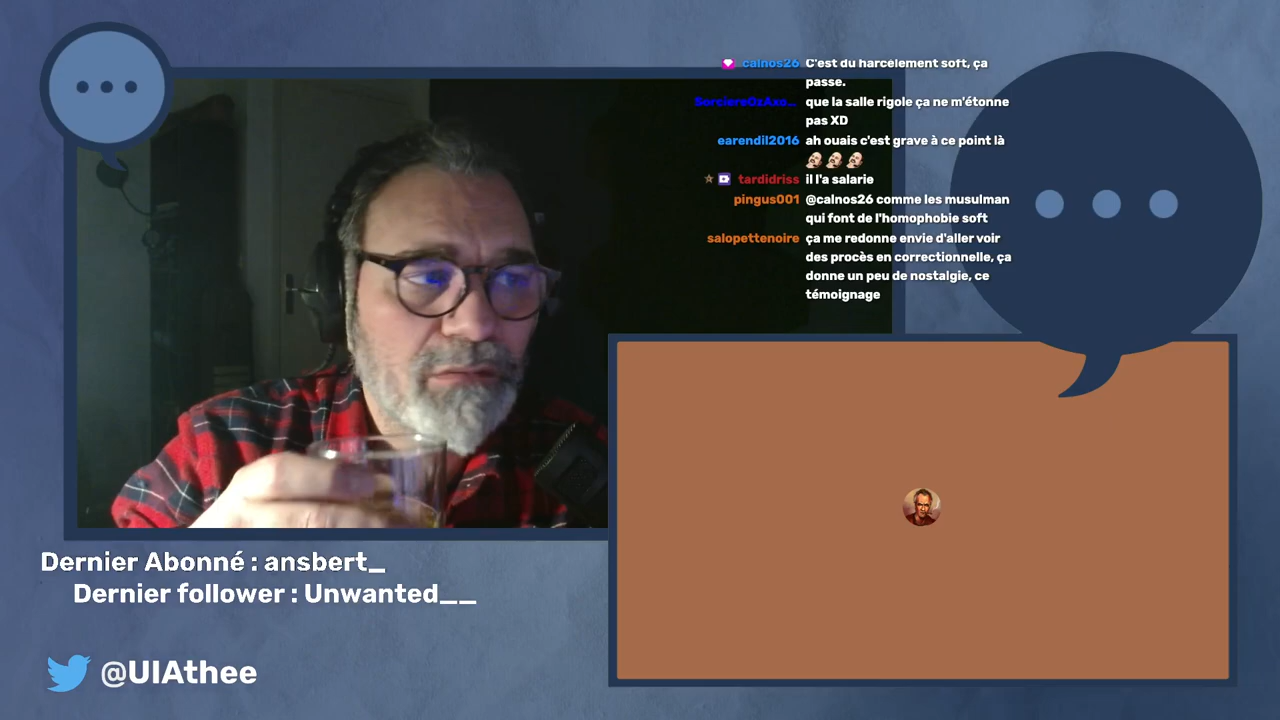 calnos26 C'est du harcèlement soft, ça
passe.
SorciereOzAxo... que la salle rigole ça ne m'étonne
pas XD
earendil2016 ah ouais c'est grave à ce point là
tardidriss il l'a salarie
pingus001 @calnos26 comme les musulman
qui font de l'homophobie soft
salopettenoire ça me redonne envie d'aller voir
des procès en correctionnelle, ça
donne un peu de nostalgie, ce
témoignage
Dernier Abonné : ansbert_
Dernier follower : Unwanted__
@UIAthee